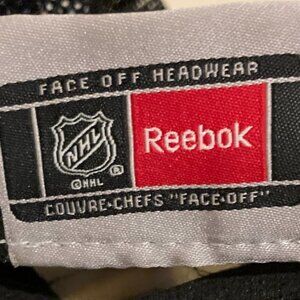 FACE OFF HEADWEAR
NHL
Reebok
©NHL ®
COUVRE-CHEFS "FACE-OFF"